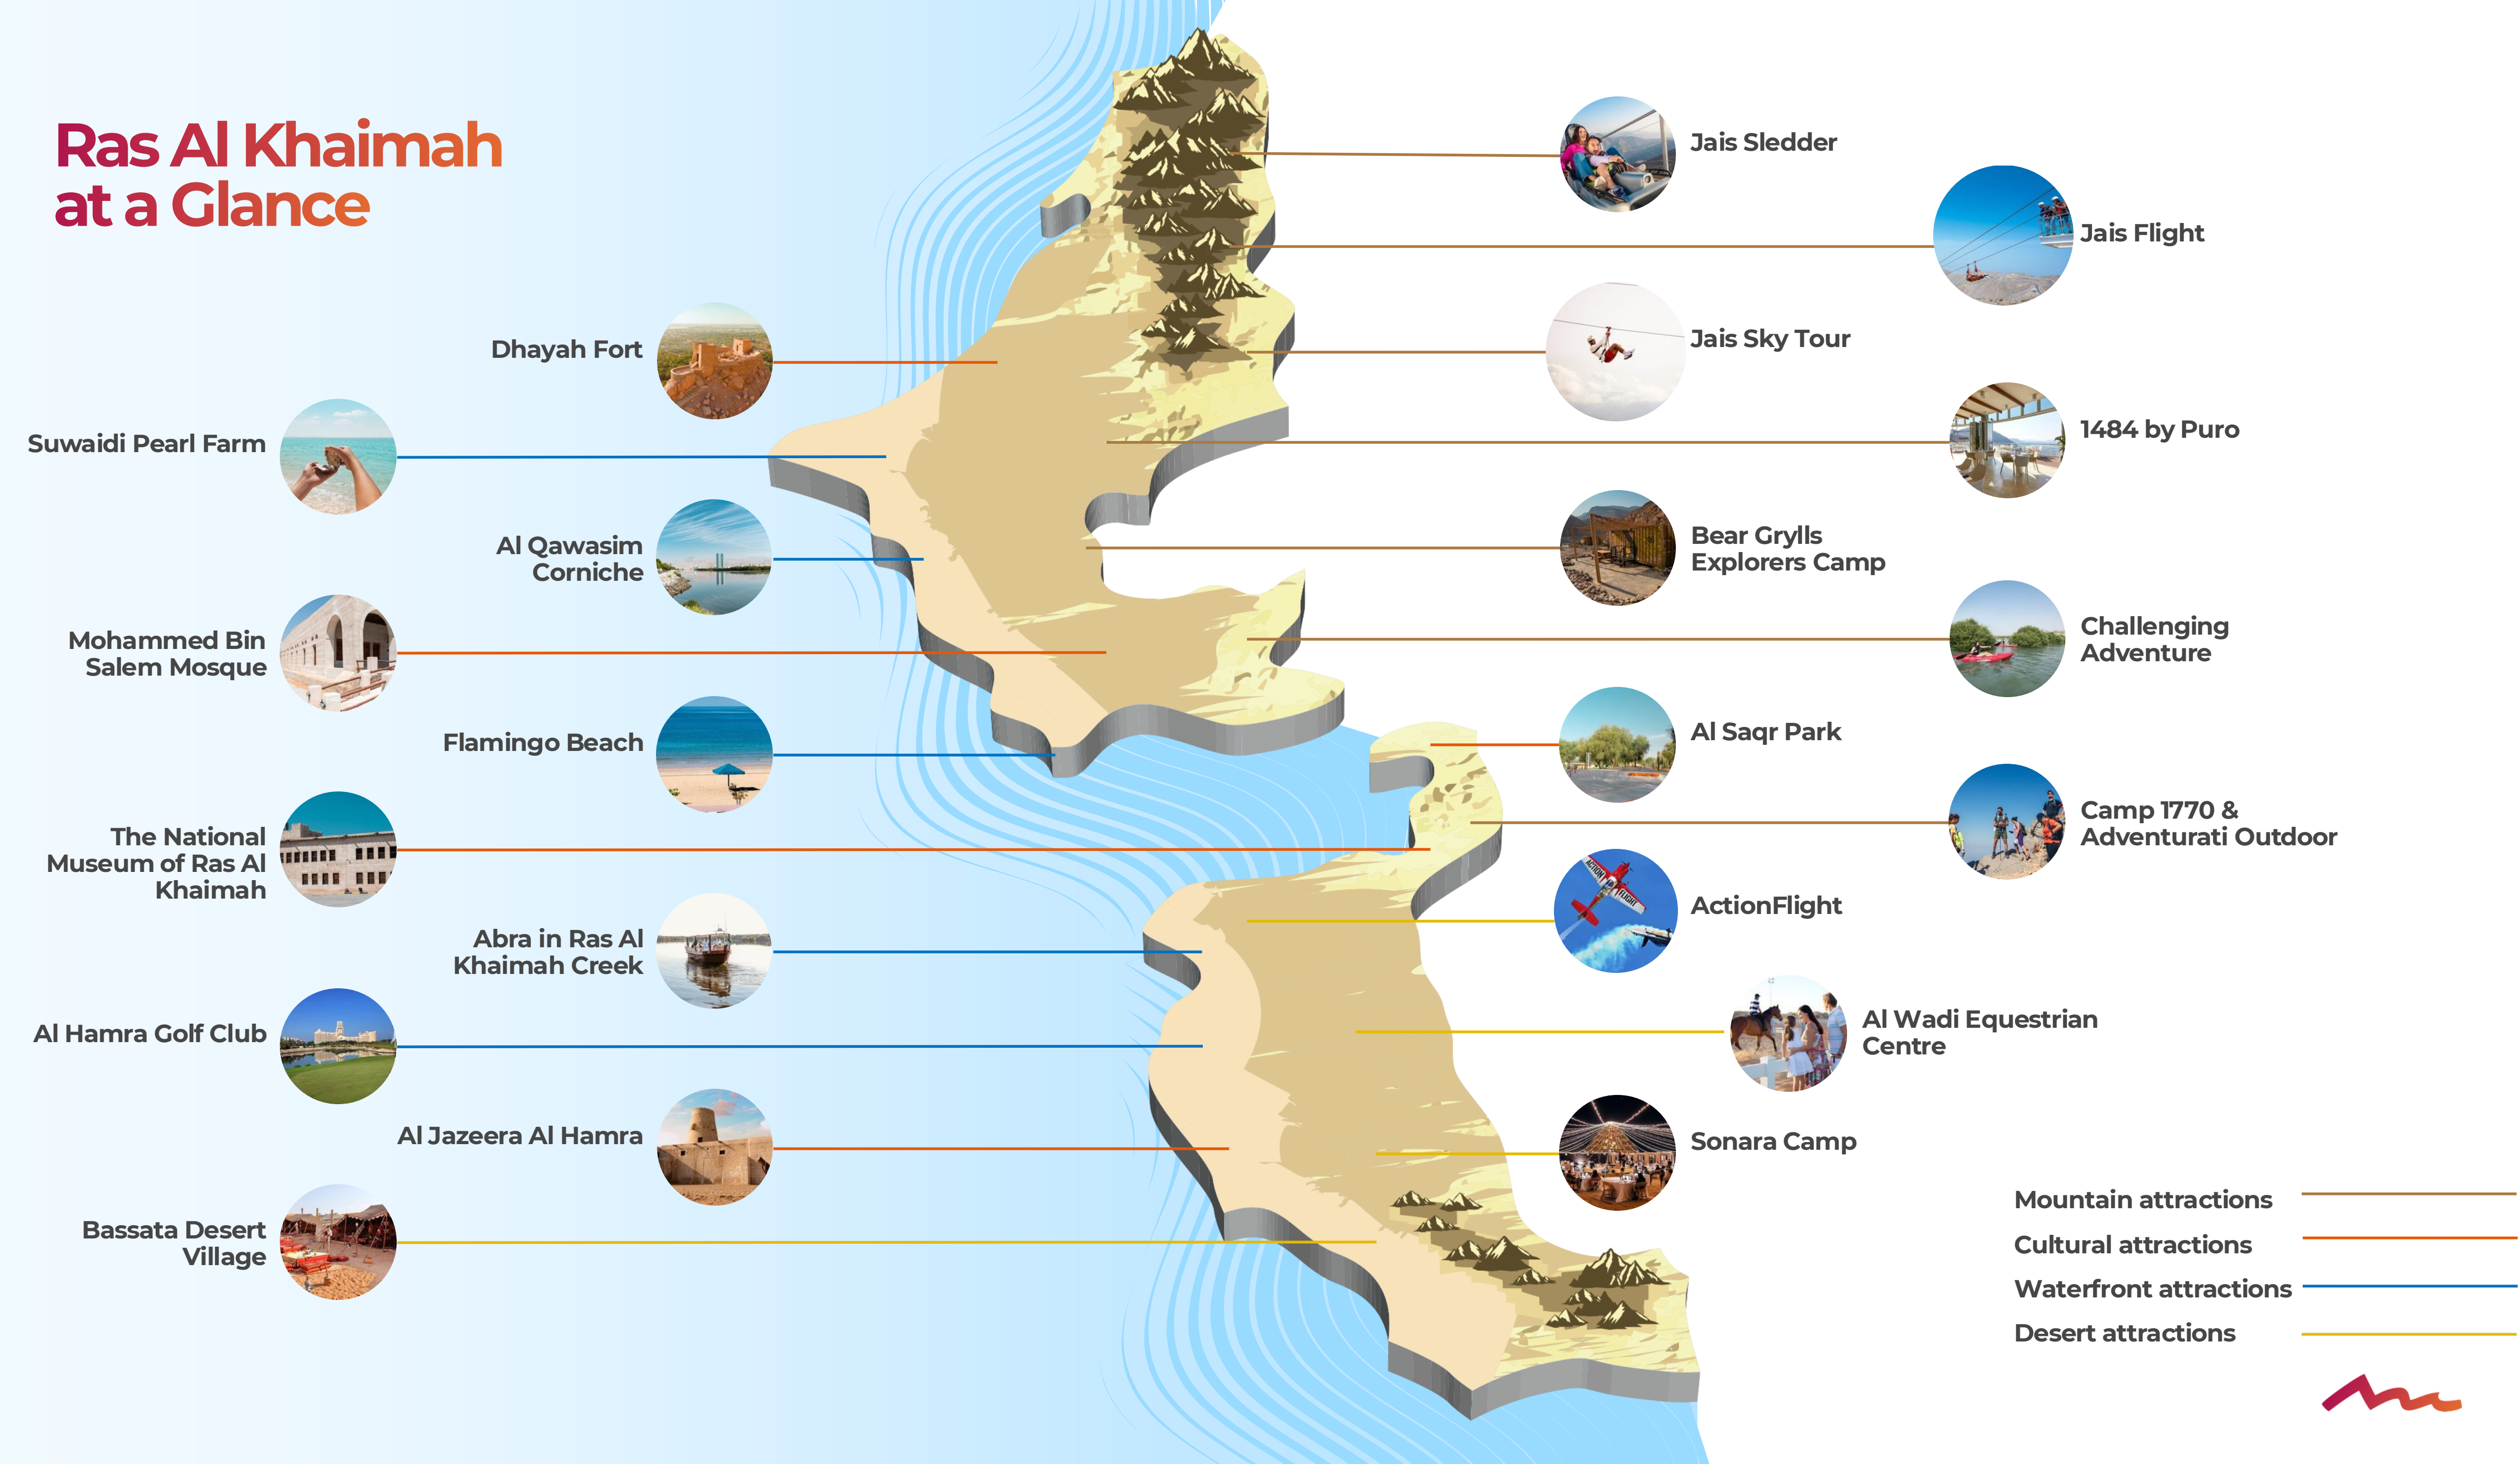 Ras Al Khaimah
at a Glance
Jais Sledder
Jais Flight
Dhayah Fort
Jais Sky Tour
Suwaidi Pearl Farm
1484 by Puro
Al Qawasim
Corniche
Bear Grylls
Explorers Camp
Mohammed Bin
Salem Mosque
Challenging
Adventure
Flamingo Beach
Al Saqr Park
The National
Museum of Ras Al
Khaimah
Camp 1770 &
Adventurati Outdoor
ACTION
FLIGHT
ActionFlight
Abra in Ras Al
Khaimah Creek
Al Hamra Golf Club
Al Wadi Equestrian
Centre
Al Jazeera Al Hamra
Sonara Camp
Bassata Desert
Village
Mountain attractions
Cultural attractions
Waterfront attractions
Desert attractions